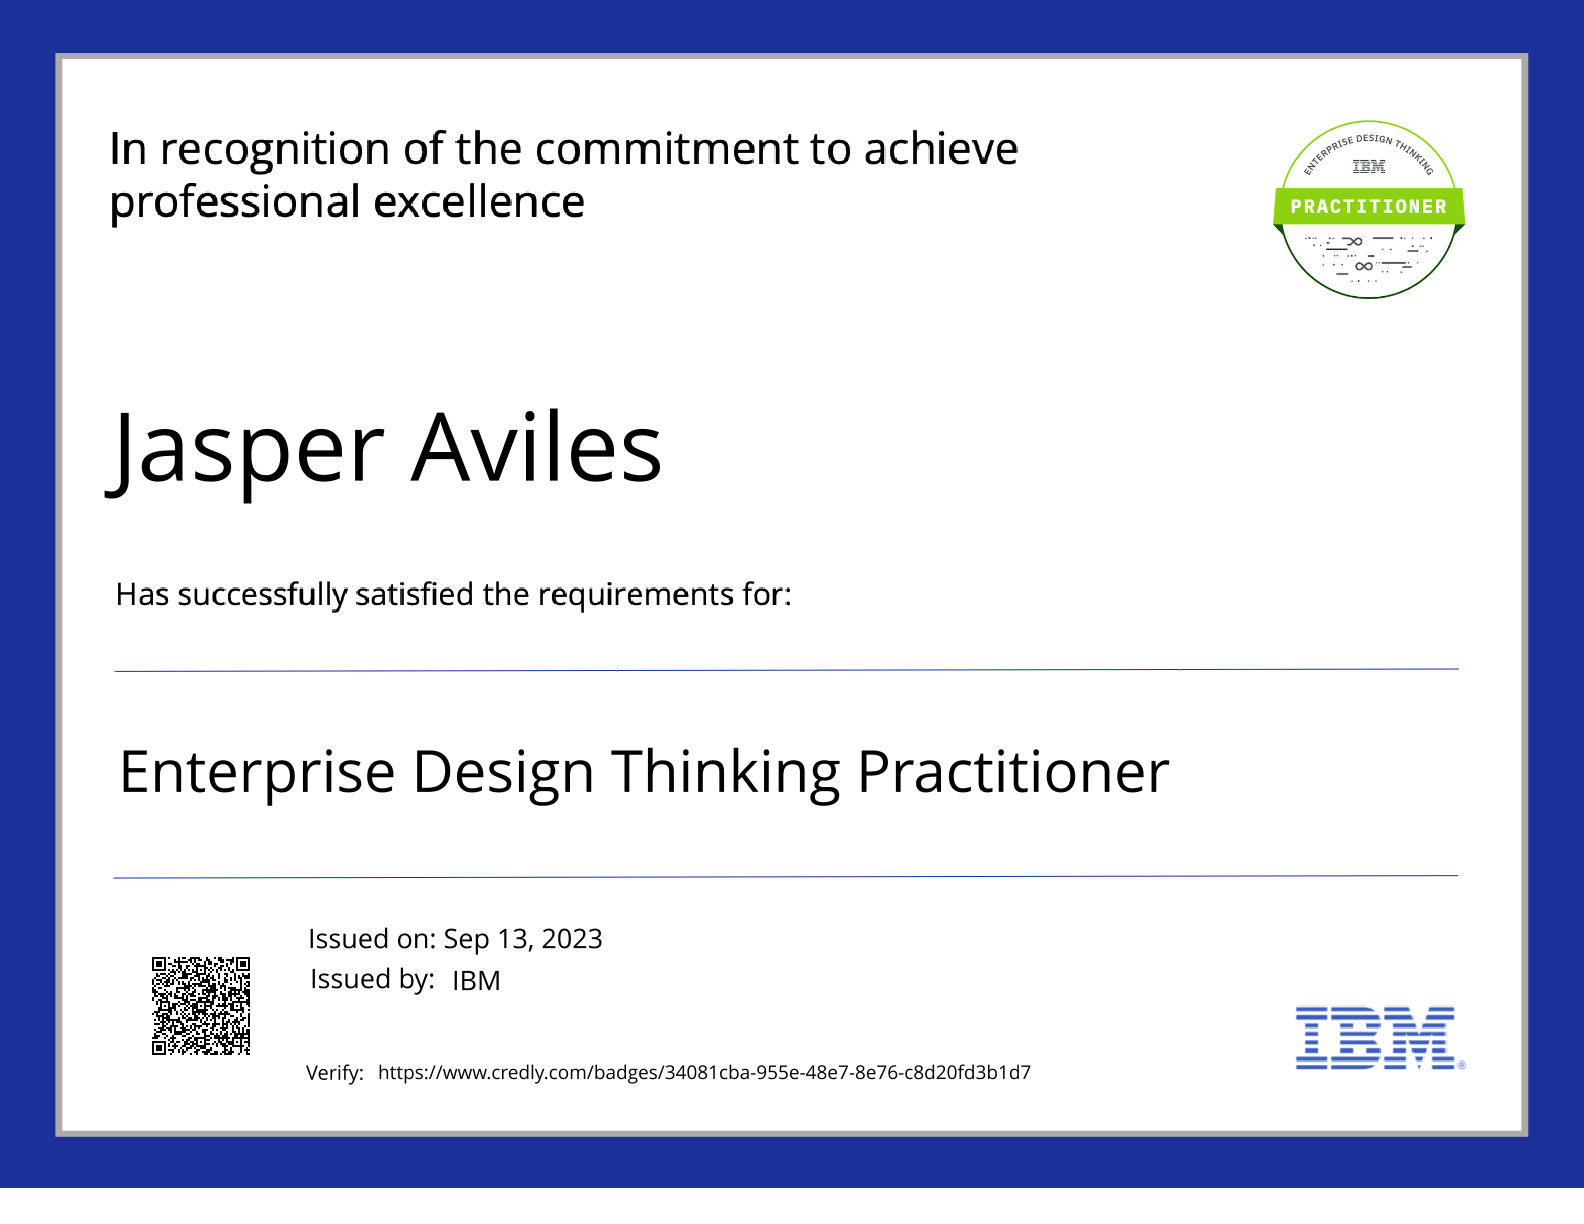 In recognition of the commitment to achieve
professional excellence
ENTERPRISE DESIGN THINKING
IBM
PRACTITIONER
Jasper Aviles
Has successfully satisfied the requirements for:
Enterprise Design Thinking Practitioner
Issued on: Sep 13, 2023
Issued by: IBM
Verify: https://www.credly.com/badges/34081cba-955e-48e7-8e76-c8d20fd3b1d7
IBM®